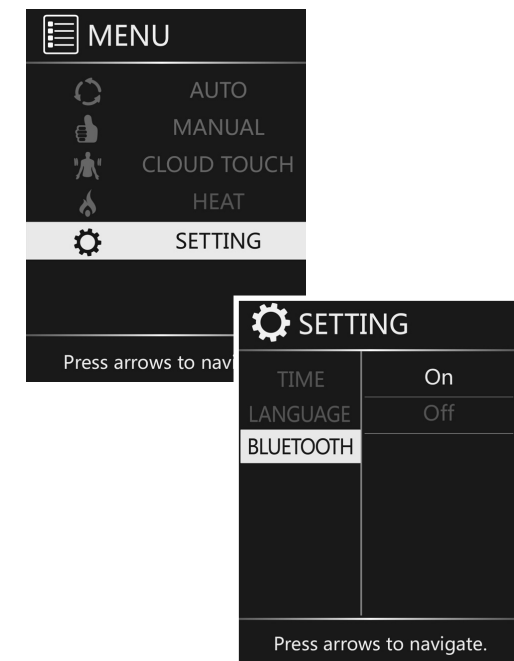 MENU
AUTO
MANUAL
CLOUD TOUCH
HEAT
SETTING
Press arrows to navi
SETTING
TIME
On
LANGUAGE
Off
BLUETOOTH
Press arrows to navigate.